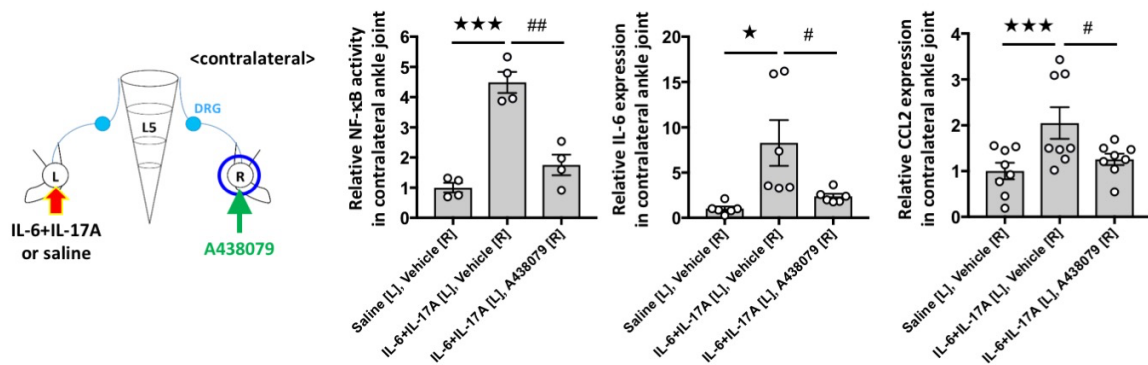 <contralateral>
DRG
L5
L
R
IL-6+IL-17A
or saline
A438079
Relative NF-κB activity
in contralateral ankle joint
6
5
4
3
2
1
0
★★★
##
Saline [L], Vehicle [R]
IL-6+IL-17A [L], Vehicle [R]
IL-6+IL-17A [L], A438079 [R]
Relative IL-6 expression
in contralateral ankle joint
20
15
10
5
0
★
#
Saline [L], Vehicle [R]
IL-6+IL-17A [L], Vehicle [R]
IL-6+IL-17A [L], A438079 [R]
Relative CCL2 expression
in contralateral ankle joint
4
3
2
1
0
★★★
#
Saline [L], Vehicle [R]
IL-6+IL-17A [L], Vehicle [R]
IL-6+IL-17A [L], A438079 [R]